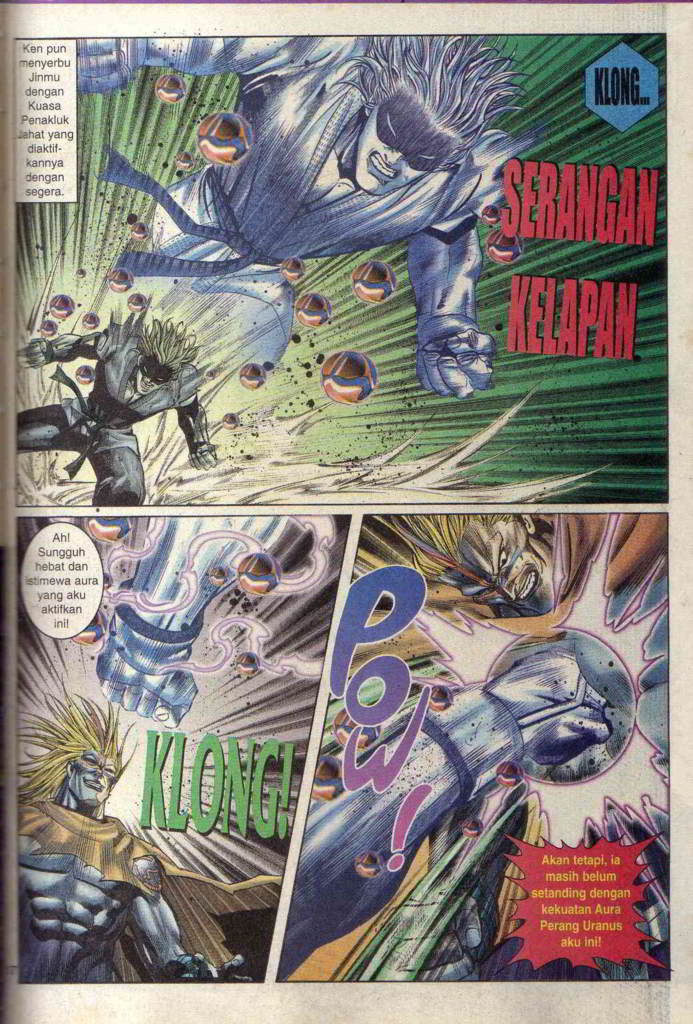 Ken pun
menyerbu
Jinmu
dengan
Kuasa
Penakluk
Jahat yang
diaktif-
kannya
dengan
segera.
KLONG...
SERANGAN
KELAPAN
Ah!
Sungguh
hebat dan
istimewa aura
yang aku
aktifkan
ini!
KLONG!
POW!
Akan tetapi, ia
masih belum
setanding dengan
kekuatan Aura
Perang Uranus
aku ini!